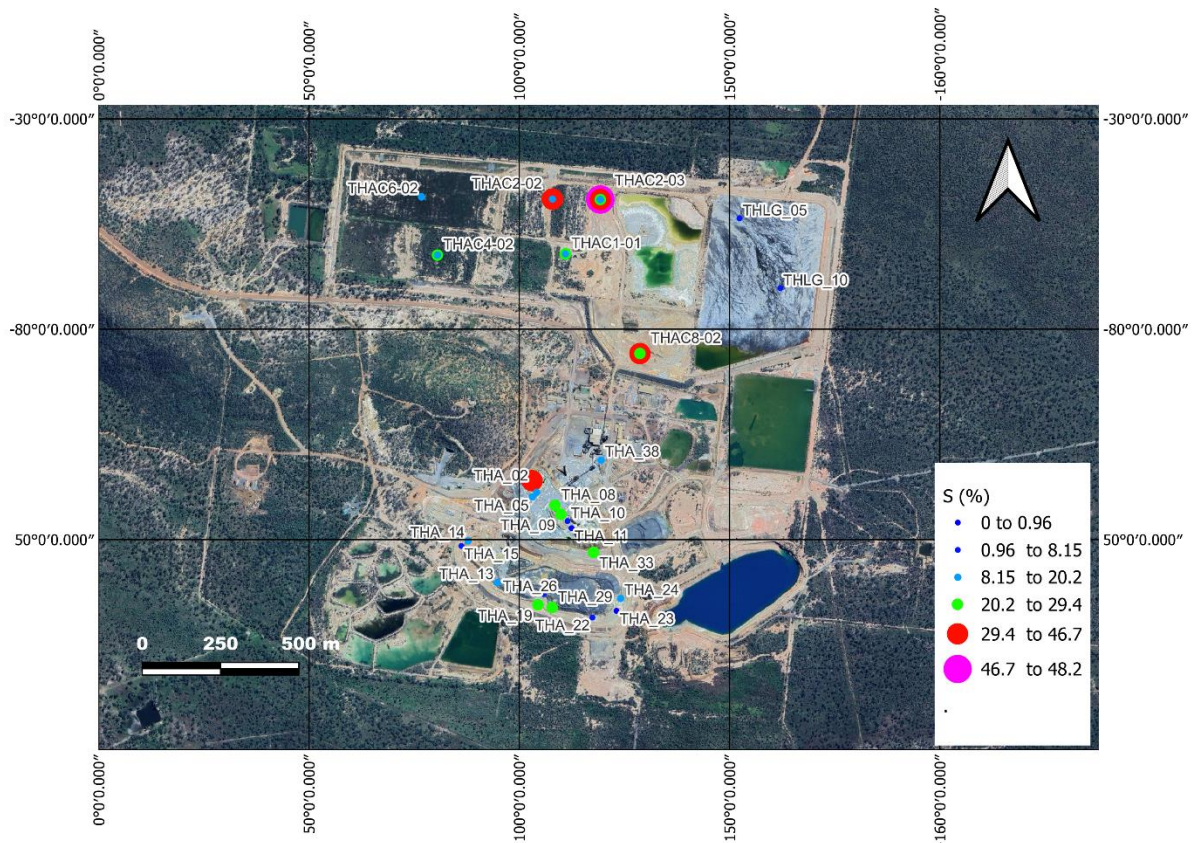 0°0'0.000"
50°0'0.000"
100°0'0.000"
150°0'0.000"
-160°0'0.000"
-30°0'0.000"
-30°0'0.000"
THAC6-02
THAC2-02
THAC2-03
THLG_05
THAC4-02
THAC1-01
THLG_10
-80°0'0.000"
-80°0'0.000"
THAC8-02
THA_38
THA_02
THA_05
THA_08
THA_09
THA_10
THA_14
THA_11
50°0'0.000"
50°0'0.000"
THA_15
THA_33
THA_13
THA_26
THA_29
THA_24
THA_19
THA_22
THA_23
0 250 500 m
S (%)
0 to 0.96
0.96 to 8.15
8.15 to 20.2
20.2 to 29.4
29.4 to 46.7
46.7 to 48.2
0°0'0.000"
50°0'0.000"
100°0'0.000"
150°0'0.000"
-160°0'0.000"